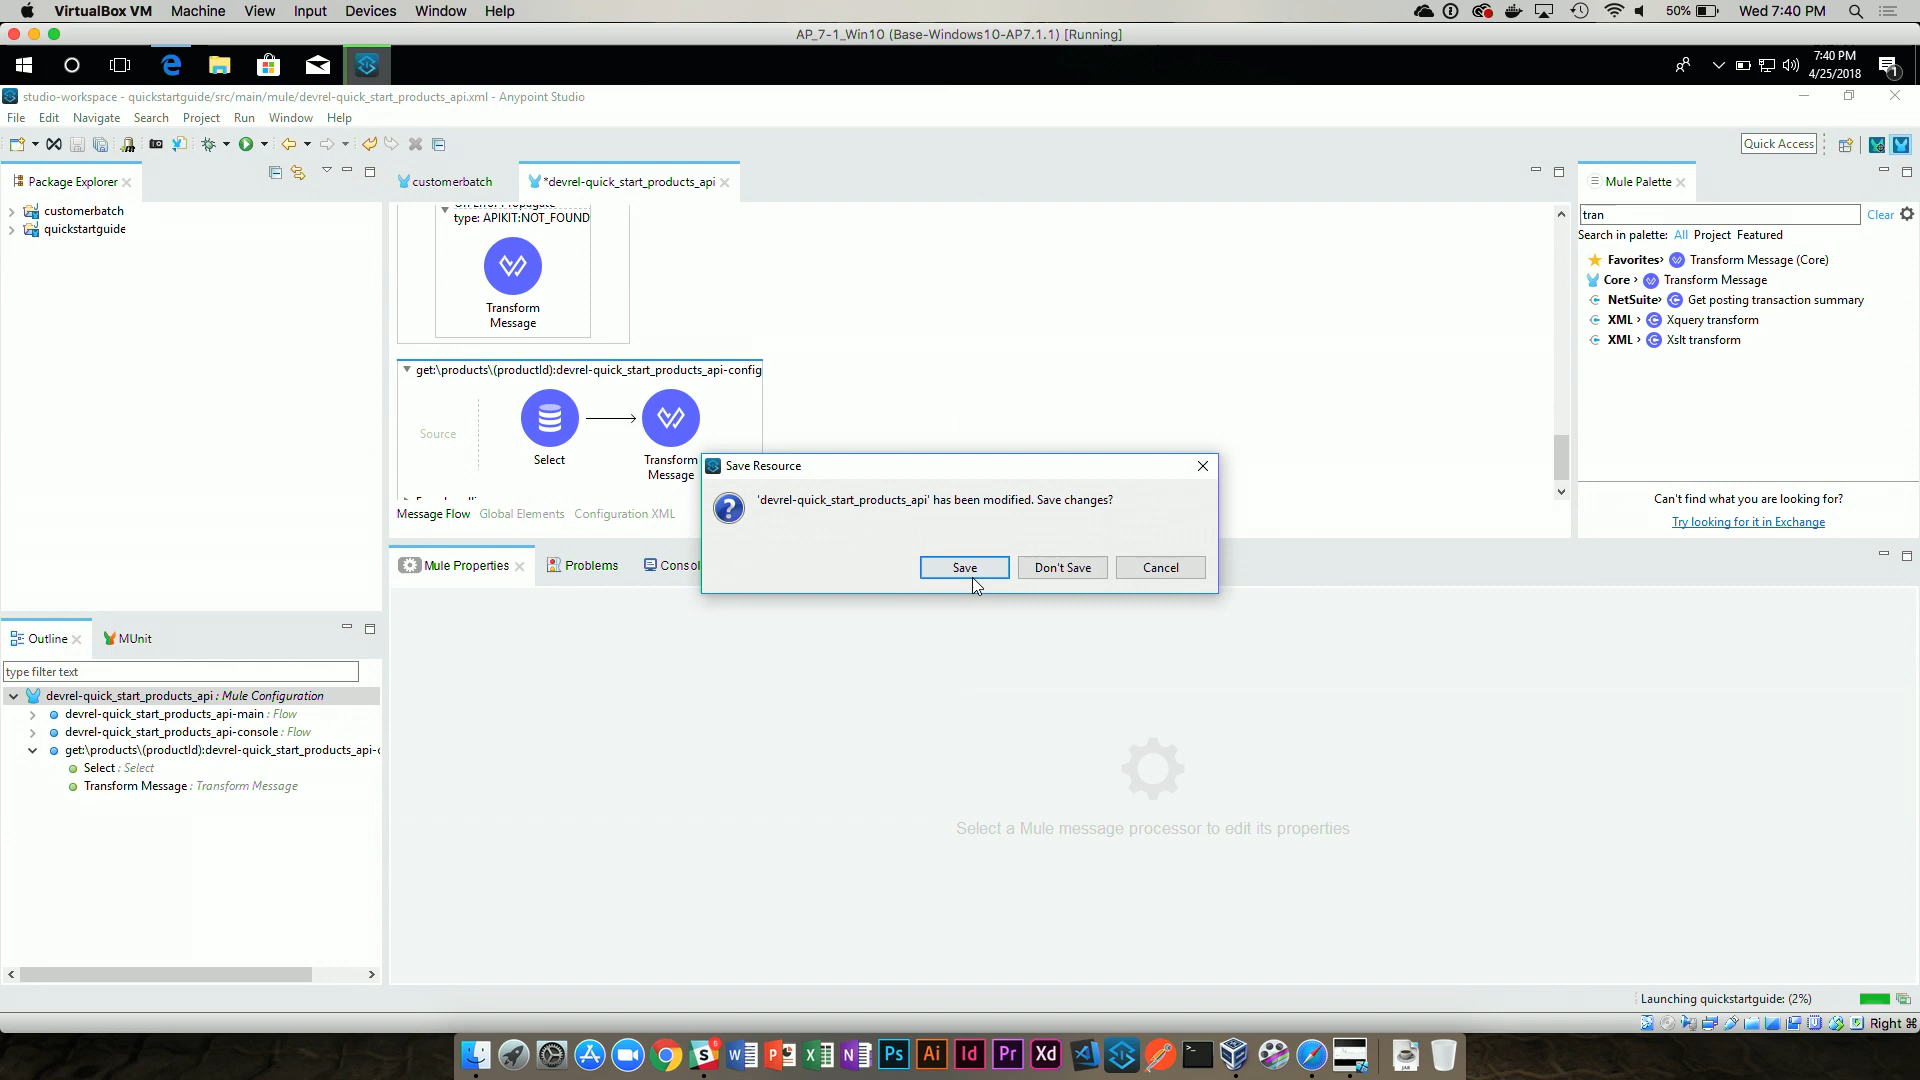 VirtualBox VM Machine View Input Devices Window Help 50% Wed 7:40 PM
AP_7-1_Win10 (Base-Windows10-AP7.1.1) [Running]
7:40 PM
4/25/2018
1
studio-workspace - quickstartguide/src/main/mule/devrel-quick_start_products_api.xml - Anypoint Studio
File Edit Navigate Search Project Run Window Help
Quick Access
Package Explorer
customerbatch
quickstartguide
customerbatch *devrel-quick_start_products_api
type: APIKIT:NOT_FOUND
Transform
Message
get:\products\(productId):devrel-quick_start_products_api-config
Source
Select
Transform
Message
Message Flow Global Elements Configuration XML
Mule Palette
tran
Clear
Search in palette: All Project Featured
Favorites› Transform Message (Core)
Core › Transform Message
NetSuite› Get posting transaction summary
XML › Xquery transform
XML › Xslt transform
Can't find what you are looking for?
Try looking for it in Exchange
Save Resource
'devrel-quick_start_products_api' has been modified. Save changes?
Save Don't Save Cancel
Mule Properties Problems Consol
Select a Mule message processor to edit its properties
Outline MUnit
type filter text
devrel-quick_start_products_api : Mule Configuration
devrel-quick_start_products_api-main : Flow
devrel-quick_start_products_api-console : Flow
get:\products\(productId):devrel-quick_start_products_api-c
Select : Select
Transform Message : Transform Message
Launching quickstartguide: (2%)
Right ⌘
6
Ps Ai Id Pr Xd